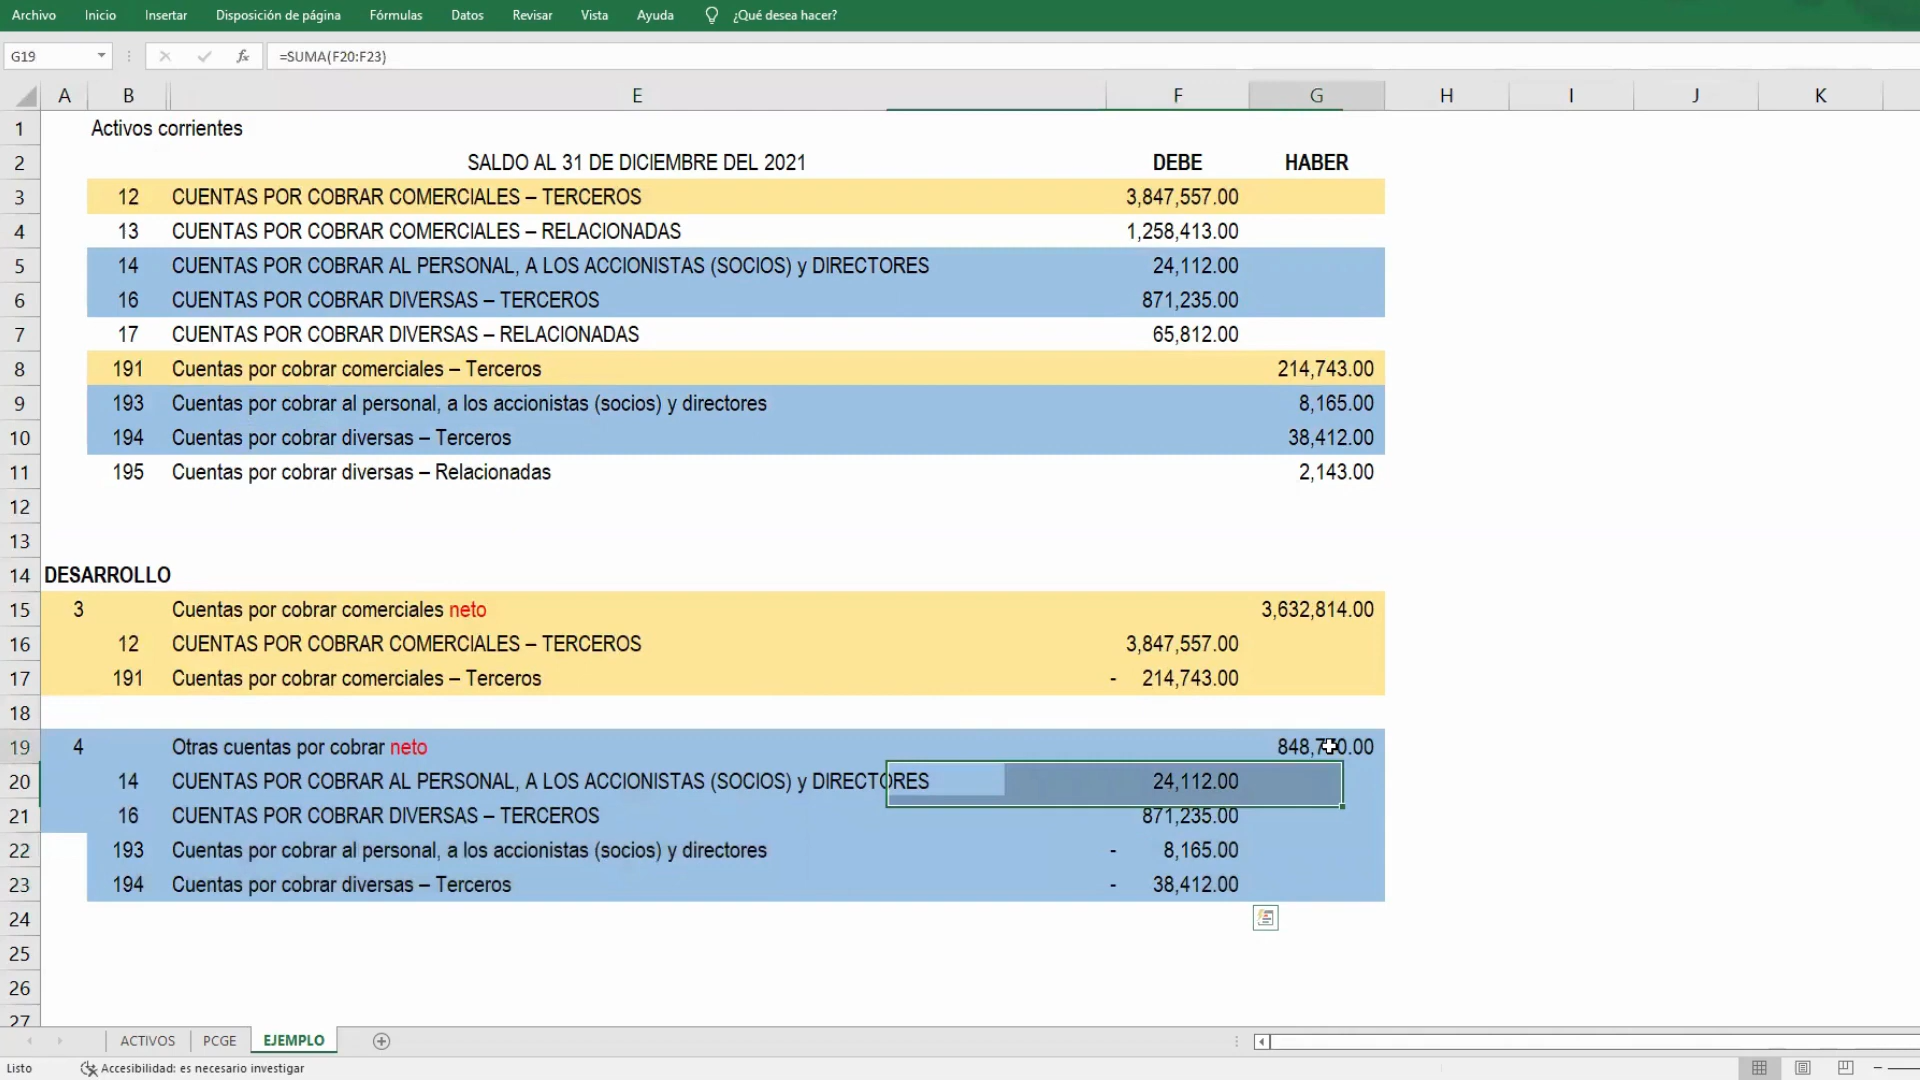 Archivo Inicio Insertar Disposición de página Fórmulas Datos Revisar Vista Ayuda ¿Qué desea hacer?
G19 fx =SUMA(F20:F23)
A B E F G H I J K
1 Activos corrientes
2 SALDO AL 31 DE DICIEMBRE DEL 2021 DEBE HABER
3 12 CUENTAS POR COBRAR COMERCIALES – TERCEROS 3,847,557.00
4 13 CUENTAS POR COBRAR COMERCIALES – RELACIONADAS 1,258,413.00
5 14 CUENTAS POR COBRAR AL PERSONAL, A LOS ACCIONISTAS (SOCIOS) y DIRECTORES 24,112.00
6 16 CUENTAS POR COBRAR DIVERSAS – TERCEROS 871,235.00
7 17 CUENTAS POR COBRAR DIVERSAS – RELACIONADAS 65,812.00
8 191 Cuentas por cobrar comerciales – Terceros 214,743.00
9 193 Cuentas por cobrar al personal, a los accionistas (socios) y directores 8,165.00
10 194 Cuentas por cobrar diversas – Terceros 38,412.00
11 195 Cuentas por cobrar diversas – Relacionadas 2,143.00
12
13
14 DESARROLLO
15 3 Cuentas por cobrar comerciales neto 3,632,814.00
16 12 CUENTAS POR COBRAR COMERCIALES – TERCEROS 3,847,557.00
17 191 Cuentas por cobrar comerciales – Terceros - 214,743.00
18
19 4 Otras cuentas por cobrar neto
20 14 CUENTAS POR COBRAR AL PERSONAL, A LOS ACCIONISTAS (SOCIOS) y DIRECTORES 24,112.00
21 16 CUENTAS POR COBRAR DIVERSAS – TERCEROS 871,235.00
22 193 Cuentas por cobrar al personal, a los accionistas (socios) y directores - 8,165.00
23 194 Cuentas por cobrar diversas – Terceros - 38,412.00
24
25
26
27
ACTIVOS PCGE EJEMPLO
Listo Accesibilidad: es necesario investigar